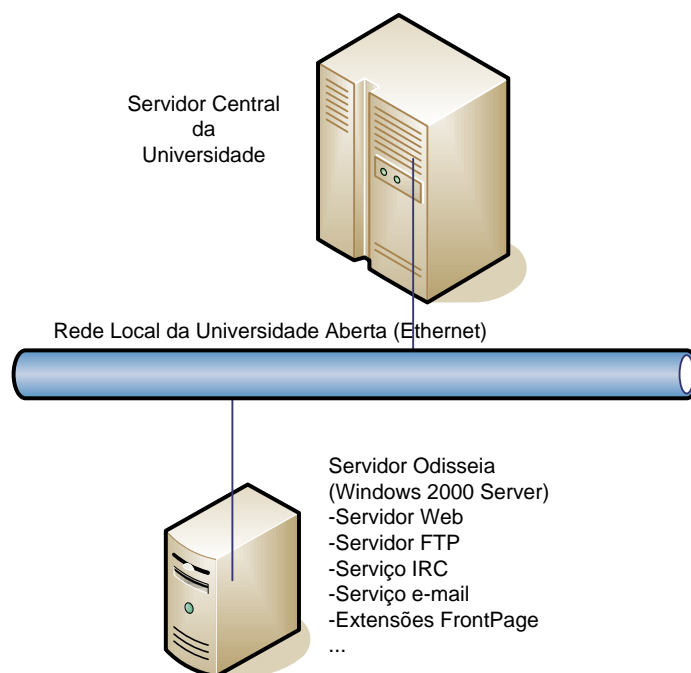 Servidor Central
da
Universidade
Rede Local da Universidade Aberta (Ethernet)
Servidor Odisseia
(Windows 2000 Server)
-Servidor Web
-Servidor FTP
-Serviço IRC
-Serviço e-mail
-Extensões FrontPage
...